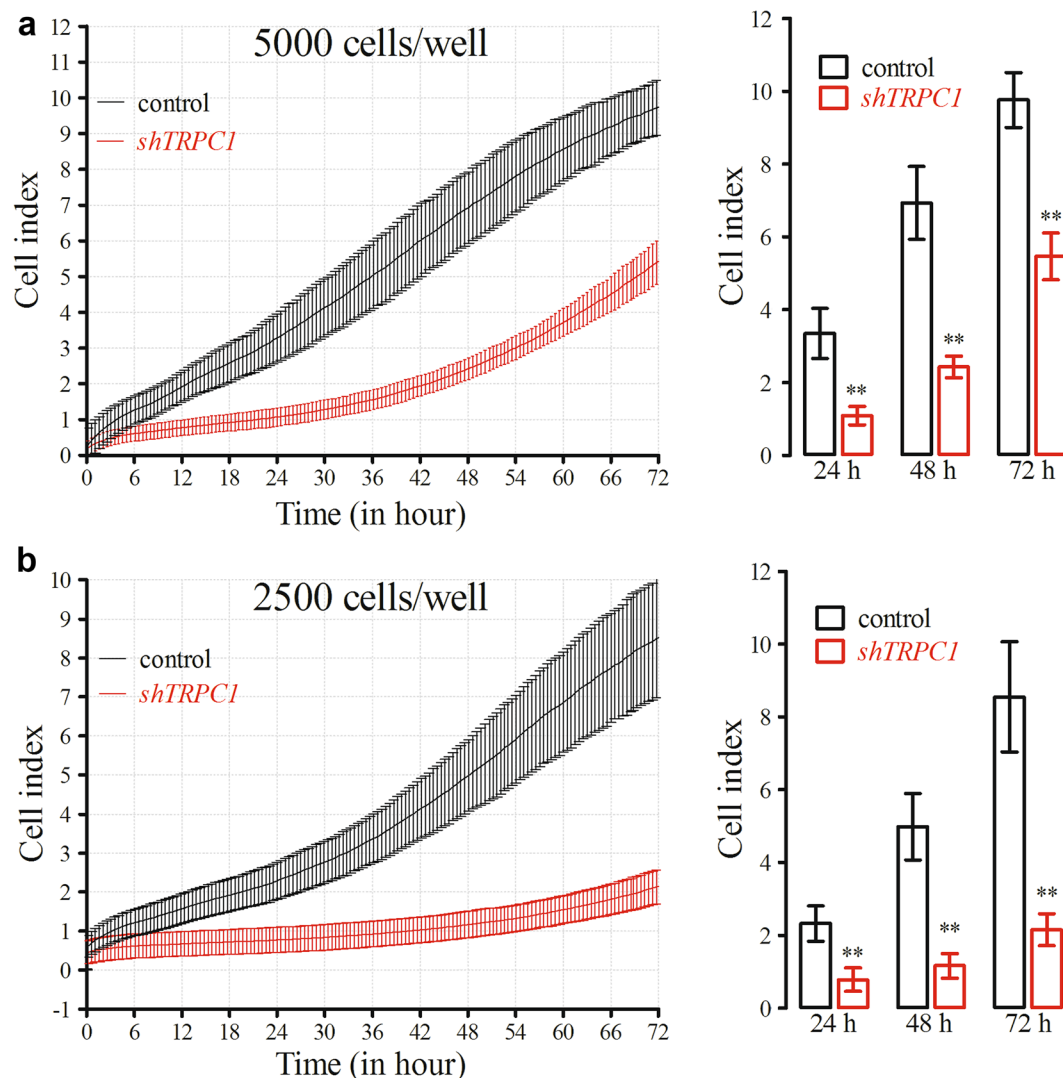 a
5000 cells/well
control
shTRPC1
Cell index
12
11
10
9
8
7
6
5
4
3
2
1
0
0 6 12 18 24 30 36 42 48 54 60 66 72
Time (in hour)
control
shTRPC1
Cell index
12
10
8
6
4
2
0
**
**
**
24 h 48 h 72 h
b
2500 cells/well
control
shTRPC1
Cell index
10
9
8
7
6
5
4
3
2
1
0
-1
0 6 12 18 24 30 36 42 48 54 60 66 72
Time (in hour)
control
shTRPC1
Cell index
12
10
8
6
4
2
0
**
**
**
24 h 48 h 72 h